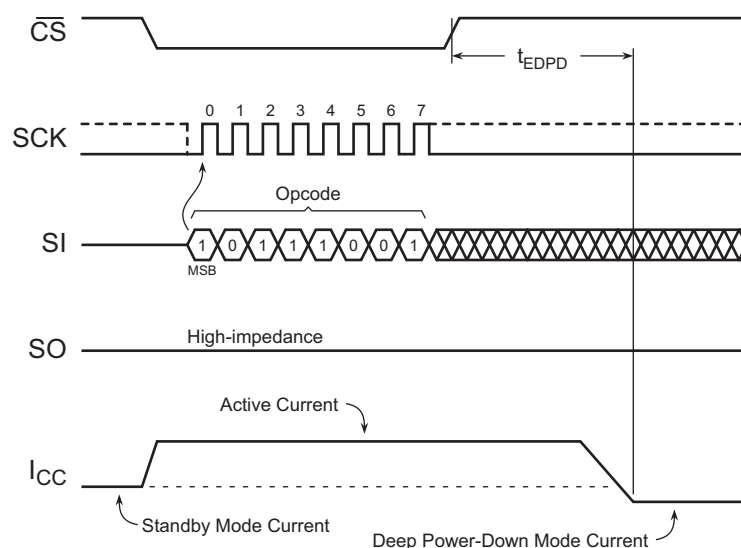 CS
tEDPD
0 1 2 3 4 5 6 7
SCK
Opcode
SI
1 0 1 1 1 0 0 1
MSB
High-impedance
SO
Active Current
ICC
Standby Mode Current
Deep Power-Down Mode Current